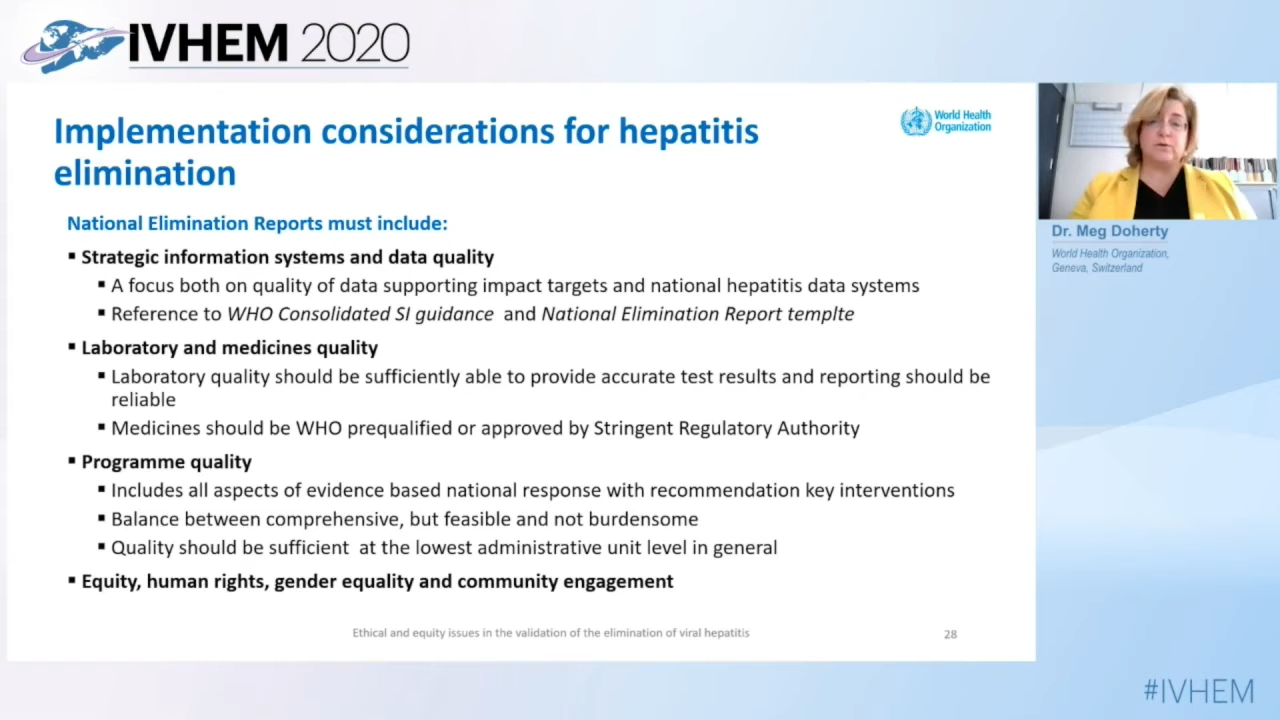 IVHEM 2020
Implementation considerations for hepatitis
elimination
World Health
Organization
National Elimination Reports must include:
▪ Strategic information systems and data quality
▪ A focus both on quality of data supporting impact targets and national hepatitis data systems
▪ Reference to WHO Consolidated SI guidance and National Elimination Report templte
▪ Laboratory and medicines quality
▪ Laboratory quality should be sufficiently able to provide accurate test results and reporting should be
reliable
▪ Medicines should be WHO prequalified or approved by Stringent Regulatory Authority
▪ Programme quality
▪ Includes all aspects of evidence based national response with recommendation key interventions
▪ Balance between comprehensive, but feasible and not burdensome
▪ Quality should be sufficient at the lowest administrative unit level in general
▪ Equity, human rights, gender equality and community engagement
Ethical and equity issues in the validation of the elimination of viral hepatitis
28
Dr. Meg Doherty
World Health Organization,
Geneva, Switzerland
#IVHEM